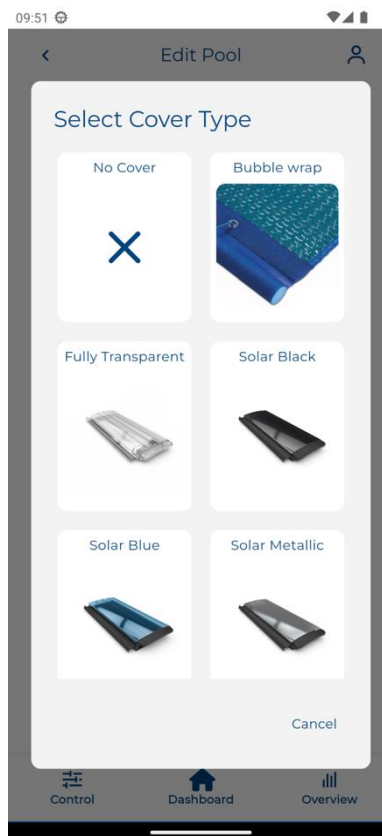 09:51
Edit Pool
Select Cover Type
No Cover
Bubble wrap
Fully Transparent
Solar Black
Solar Blue
Solar Metallic
Cancel
Control
Dashboard
Overview